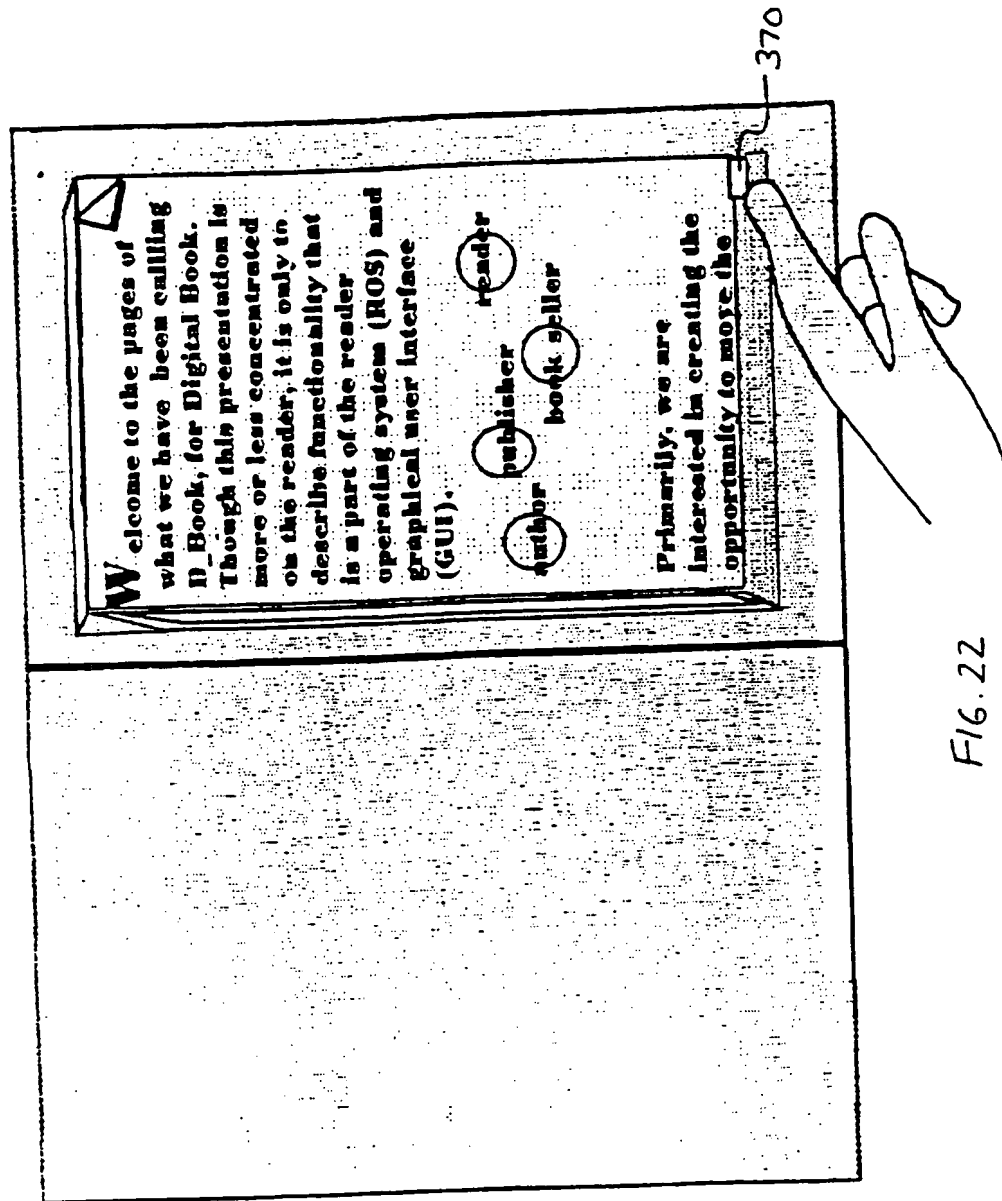 Welcome to the pages of
what we have been callling
D_Book, for Digital Book.
Though this presentation is
more or less concentrated
on the reader, it is only to
describe functionality that
is a part of the reader
operating system (ROS) and
graphical user interface
(GUI).
author publisher book seller reader
Primarily, we are
interested in creating the
opportunity to move the
370
FIG. 22